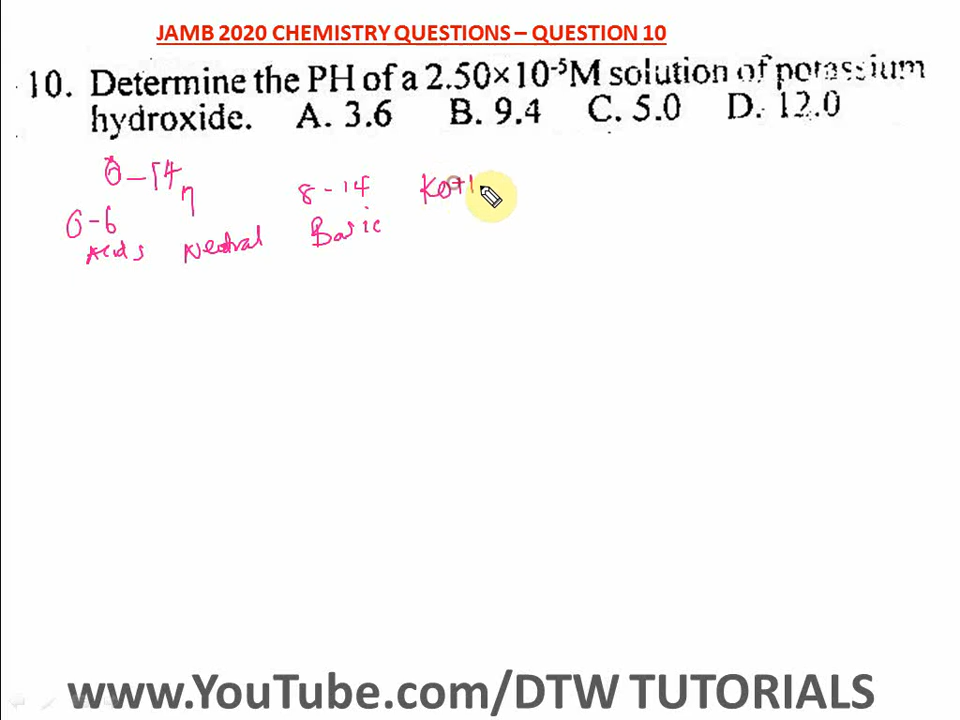 JAMB 2020 CHEMISTRY QUESTIONS – QUESTION 10
10. Determine the PH of a 2.50×10⁻⁵M solution of potassium
hydroxide. A. 3.6 B. 9.4 C. 5.0 D. 12.0
0 – 14
7
0 – 6 8 – 14 KOH
Acids Neutral Basic
www.YouTube.com/DTW TUTORIALS